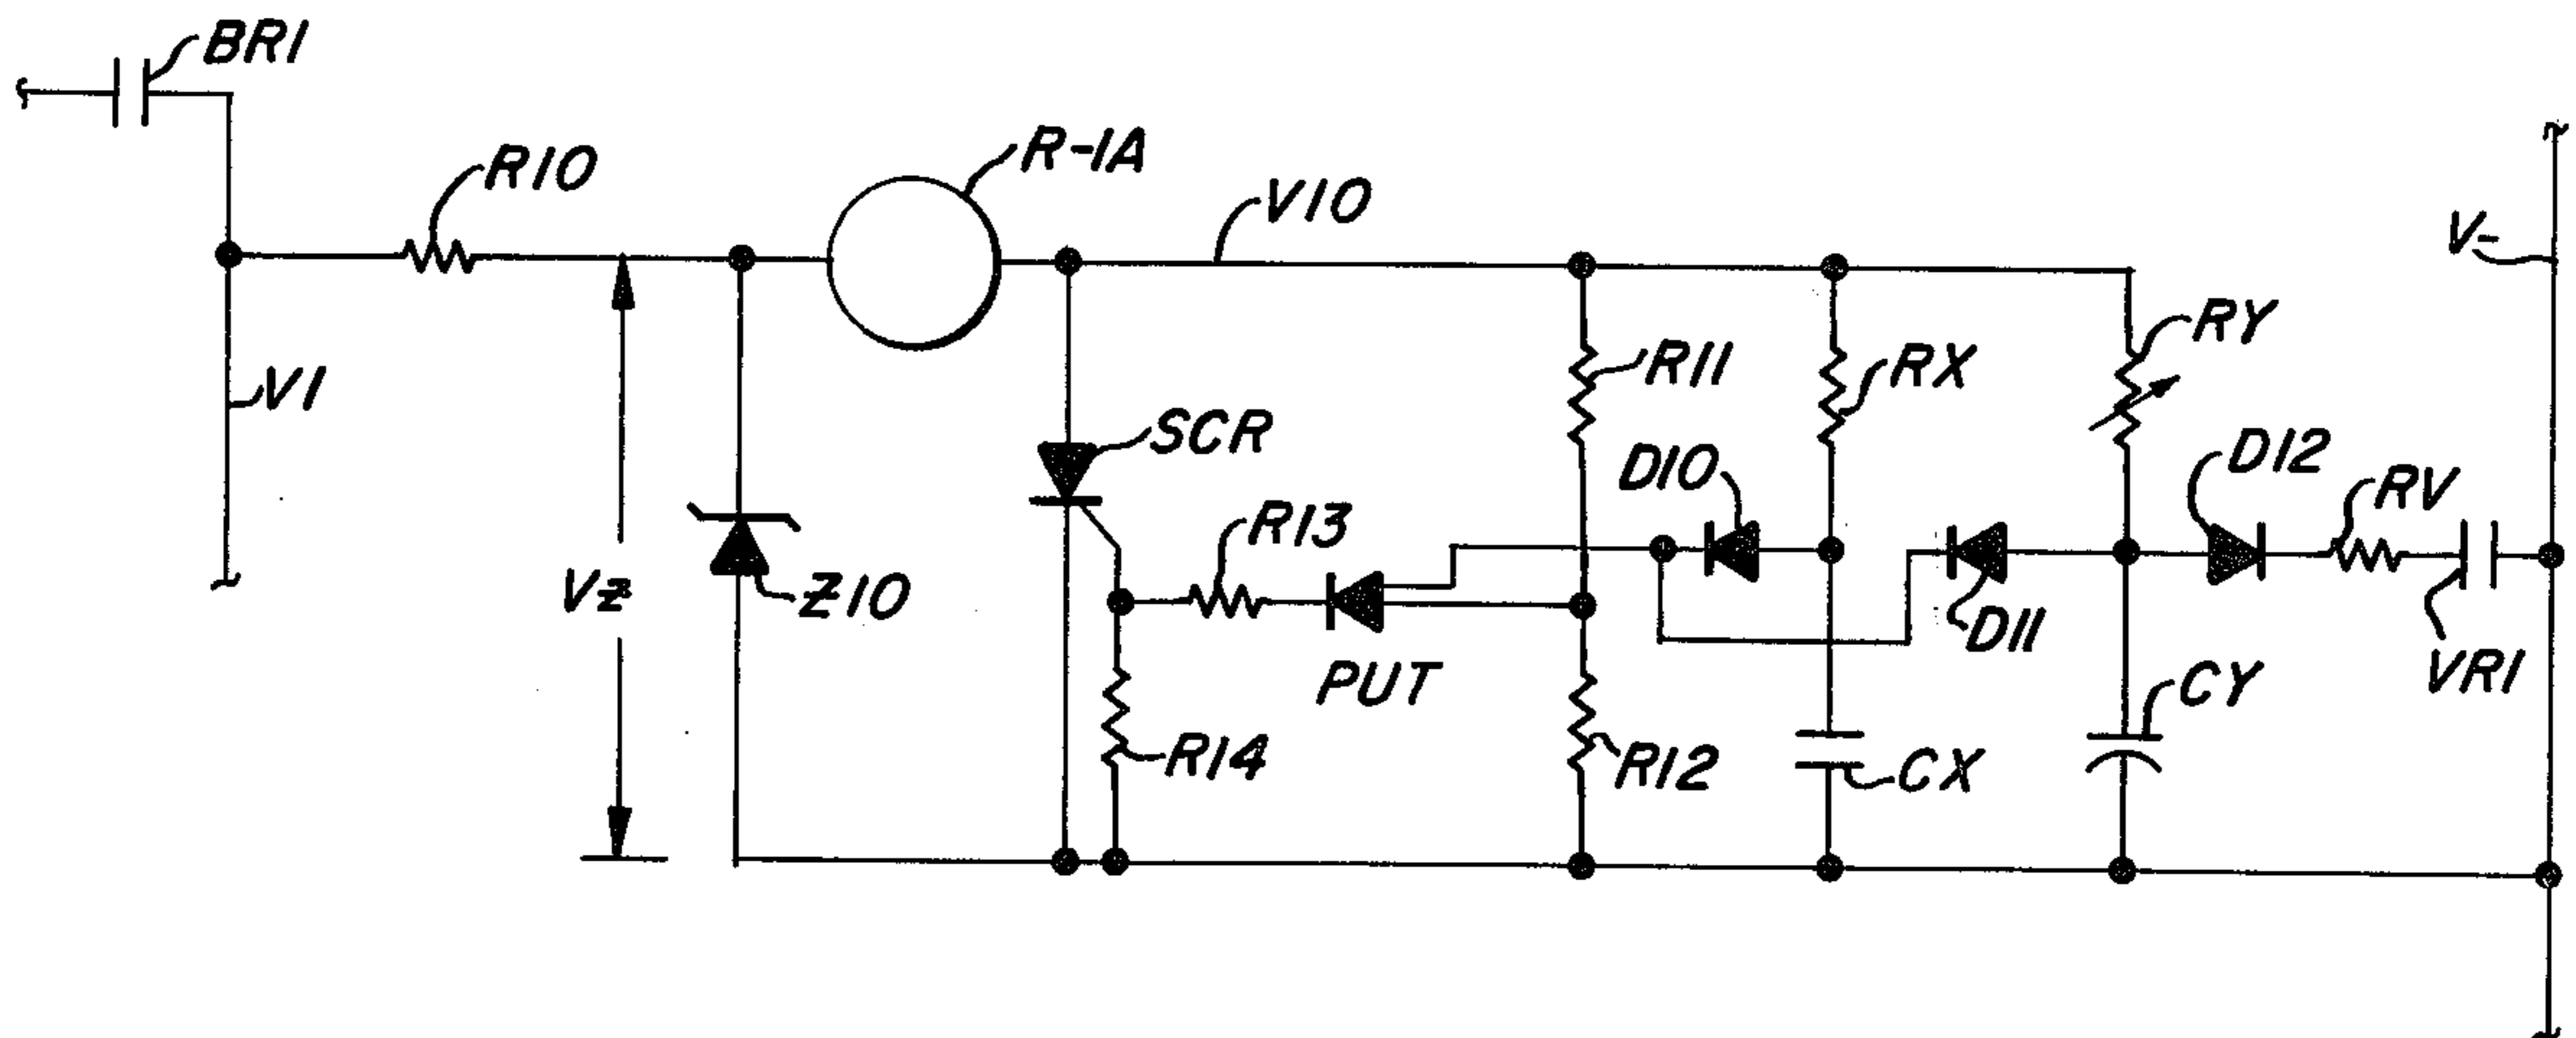 BR1
R10
R-1A
V10
V-
RY
V1
R11
RX
SCR
D10
D12
RV
R13
Vz
Z10
D11
PUT
VR1
CY
R14
R12
CX